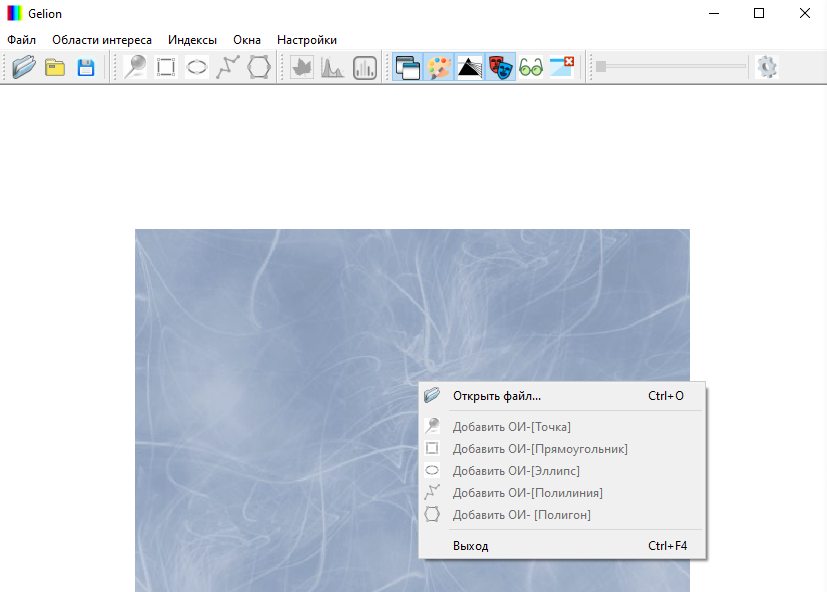 Gelion
Файл Области интереса Индексы Окна Настройки
Открыть файл... Ctrl+O
Добавить ОИ-[Точка]
Добавить ОИ-[Прямоугольник]
Добавить ОИ-[Эллипс]
Добавить ОИ-[Полилиния]
Добавить ОИ- [Полигон]
Выход Ctrl+F4